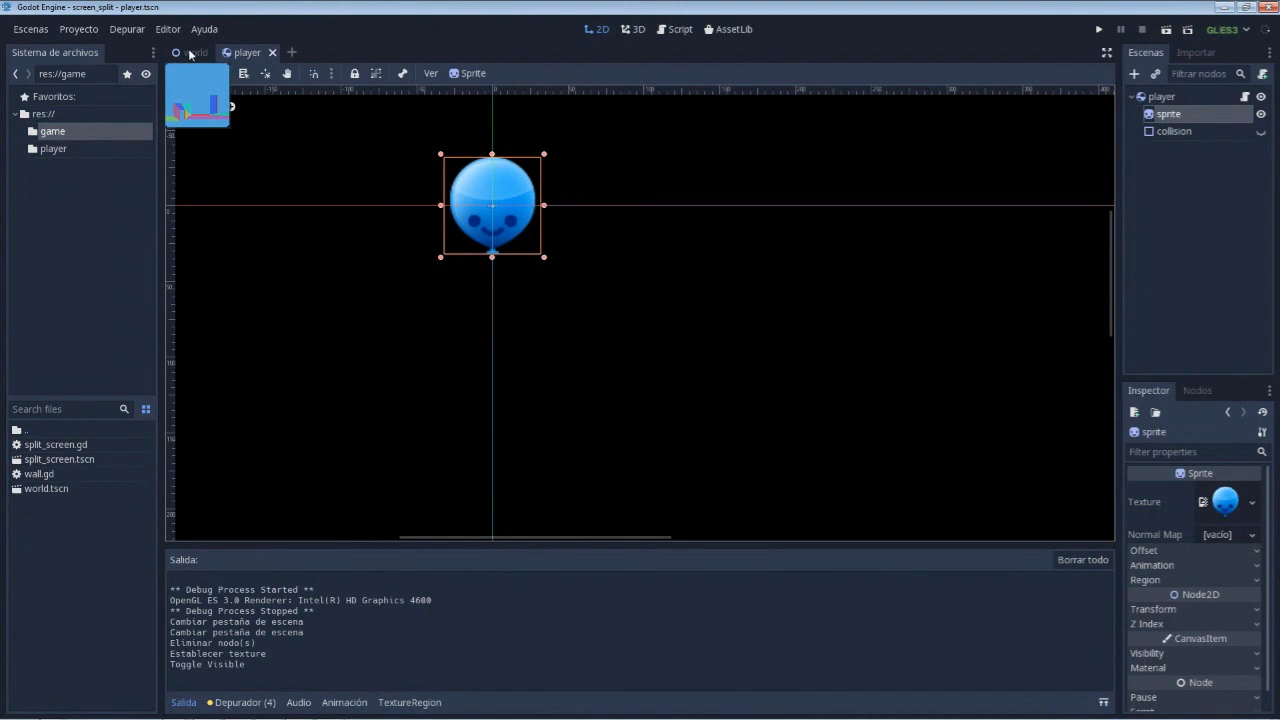 Godot Engine - screen_split - player.tscn
Escenas Proyecto Depurar Editor Ayuda
2D 3D Script AssetLib
GLES3
Sistema de archivos
world
player
Escenas Importar
res://game
Ver Sprite
Filtrar nodos
Favoritos:
res://
game
player
player
sprite
collision
Search files
..
split_screen.gd
split_screen.tscn
wall.gd
world.tscn
Inspector Nodos
sprite
Filter properties
Sprite
Texture
Normal Map [vacío]
Offset
Animation
Region
Node2D
Transform
Z Index
CanvasItem
Visibility
Material
Node
Pause
Salida:
Borrar todo
** Debug Process Started **
OpenGL ES 3.0 Renderer: Intel(R) HD Graphics 4600
** Debug Process Stopped **
Cambiar pestaña de escena
Cambiar pestaña de escena
Eliminar nodo(s)
Establecer texture
Toggle Visible
Salida Depurador (4) Audio Animación TextureRegion